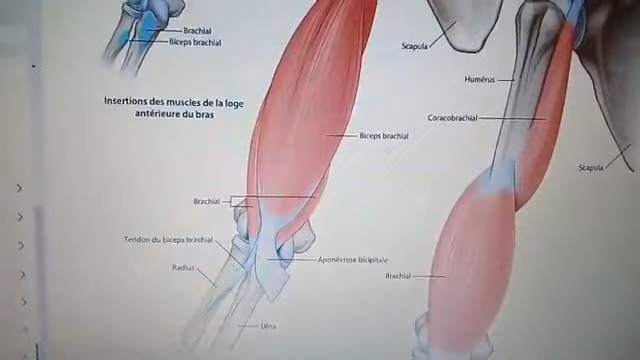 Brachial
Biceps brachial
Scapula
Humérus
Insertions des muscles de la loge
antérieure du bras
Coracobrachial
Biceps brachial
Scapula
Brachial
Tendon du biceps brachial
Aponévrose bicipitale
Radius
Brachial
Ulna